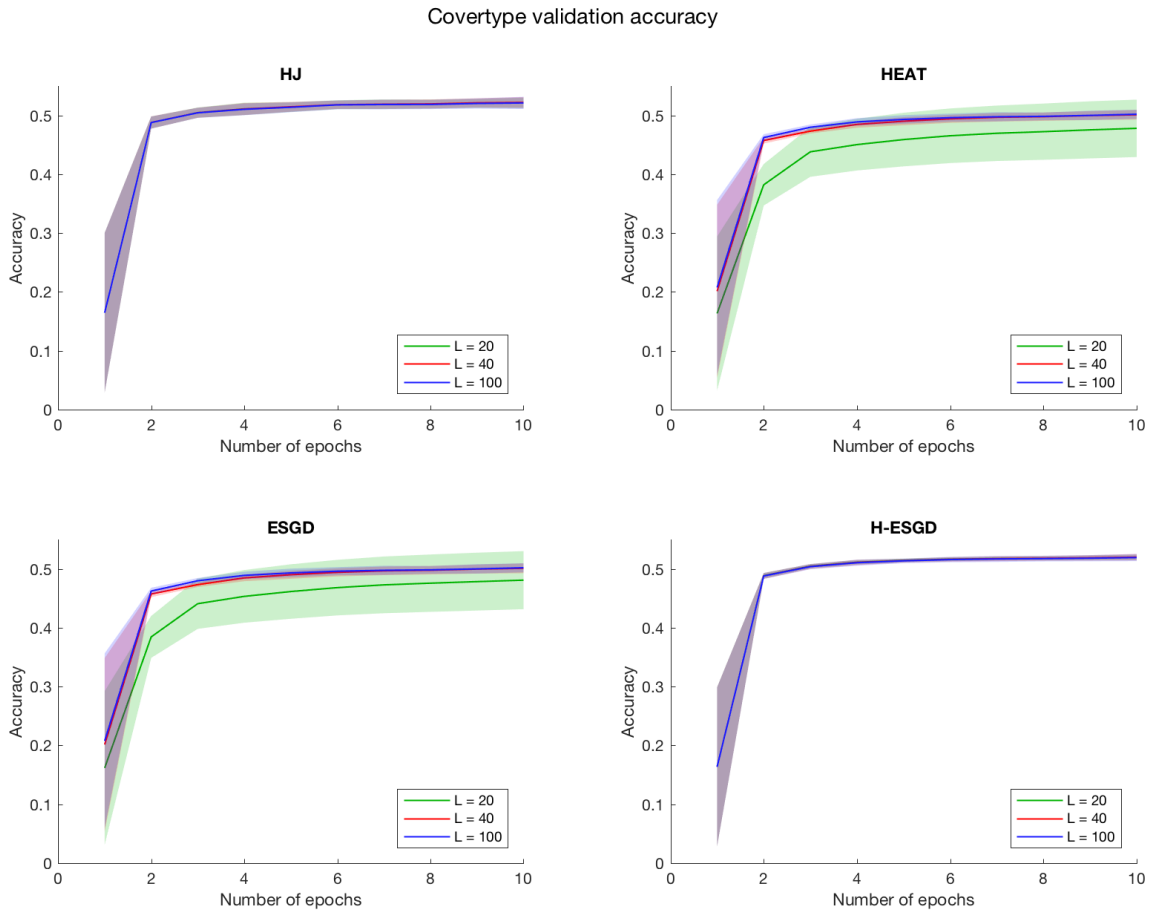 Covertype validation accuracy
HJ
0.5
0.4
0.3
0.2
0.1
0
Accuracy
0
2
4
6
8
10
Number of epochs
L = 20
L = 40
L = 100
HEAT
0.5
0.4
0.3
0.2
0.1
0
Accuracy
0
2
4
6
8
10
Number of epochs
L = 20
L = 40
L = 100
ESGD
0.5
0.4
0.3
0.2
0.1
0
Accuracy
0
2
4
6
8
10
Number of epochs
L = 20
L = 40
L = 100
H-ESGD
0.5
0.4
0.3
0.2
0.1
0
Accuracy
0
2
4
6
8
10
Number of epochs
L = 20
L = 40
L = 100